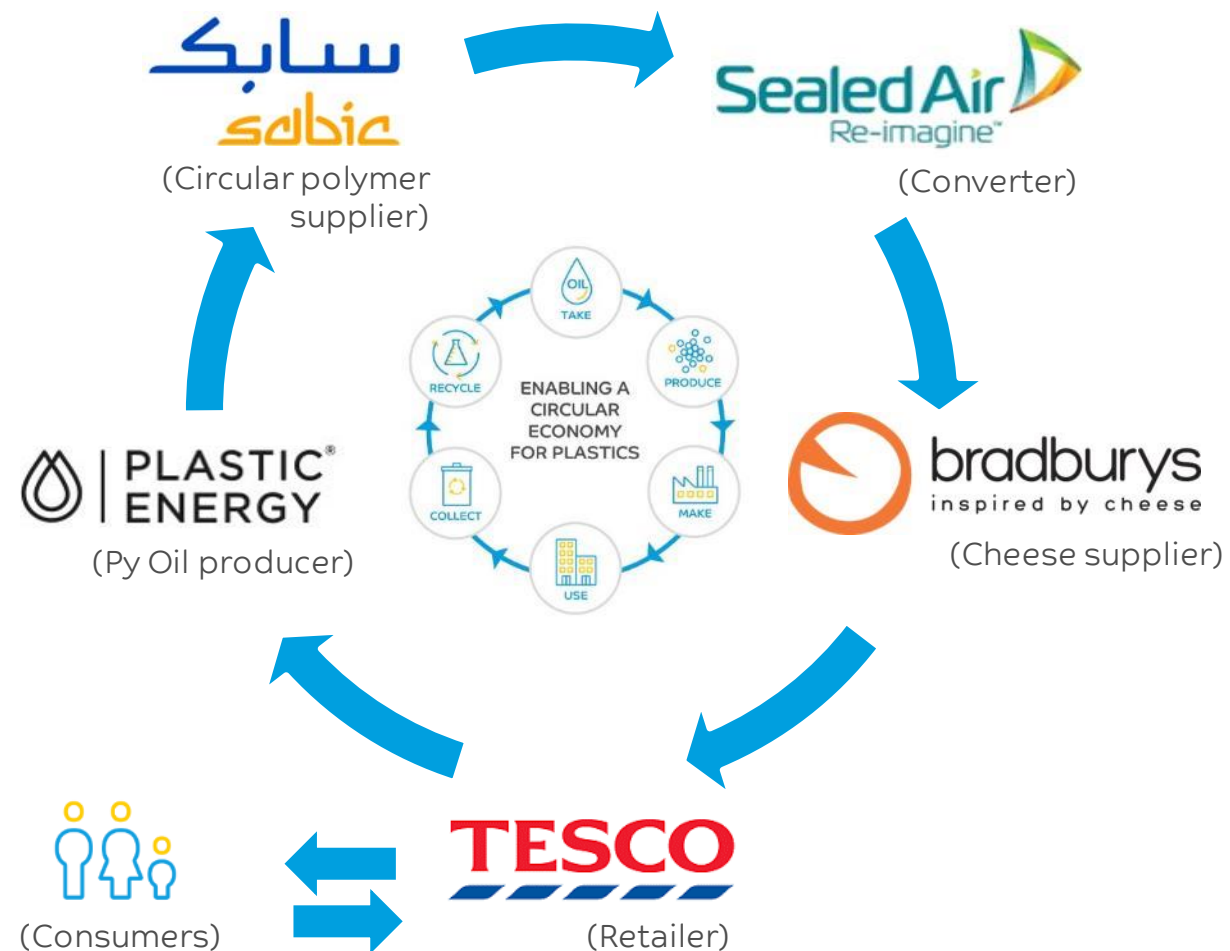 سابك
sabic
(Circular polymer
supplier)
Sealed Air
Re-imagine™
(Converter)
OIL
TAKE
RECYCLE
PRODUCE
ENABLING A
CIRCULAR
ECONOMY
FOR PLASTICS
COLLECT
MAKE
USE
PLASTIC®
ENERGY
(Py Oil producer)
bradburys
inspired by cheese
(Cheese supplier)
TESCO
(Consumers)
(Retailer)